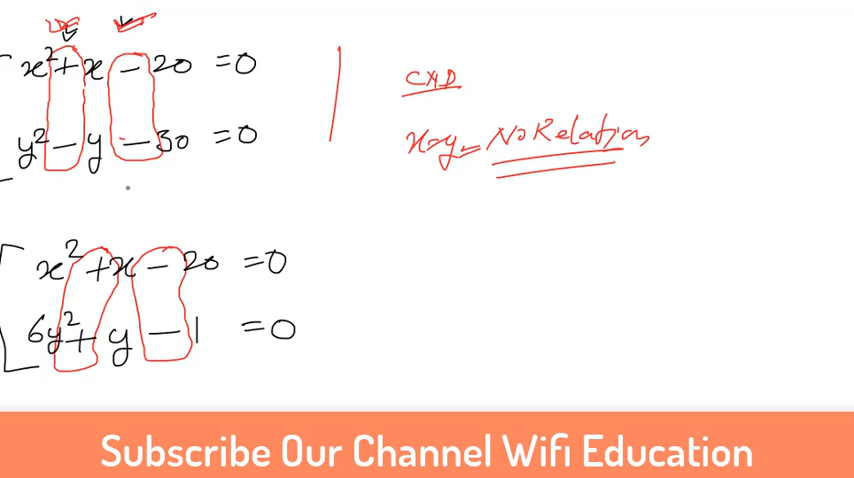 x² + x - 20 = 0
y² - y - 30 = 0
CND
x=y= No Relation
x² + x - 20 = 0
6y² + y - 1 = 0
Subscribe Our Channel Wifi Education